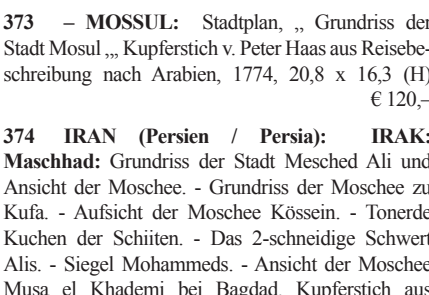 373 – MOSSUL: Stadtplan, ,, Grundriss der
Stadt Mosul ,,, Kupferstich v. Peter Haas aus Reisebe-
schreibung nach Arabien, 1774, 20,8 x 16,3 (H)
€ 120,–
374 IRAN (Persien / Persia): IRAK:
Maschhad: Grundriss der Stadt Mesched Ali und
Ansicht der Moschee. - Grundriss der Moschee zu
Kufa. - Aufsicht der Moschee Kössein. - Tonerde
Kuchen der Schiiten. - Das 2-schneidige Schwert
Alis. - Siegel Mohammeds. - Ansicht der Moschee
Musa el Khademi bei Bagdad. Kupferstich aus